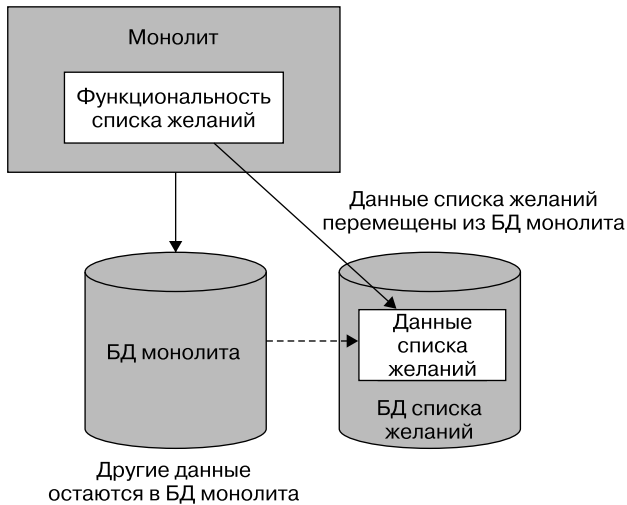 Монолит
Функциональность
списка желаний
Данные списка желаний
перемещены из БД монолита
БД монолита
Данные
списка
желаний
БД списка
желаний
Другие данные
остаются в БД монолита